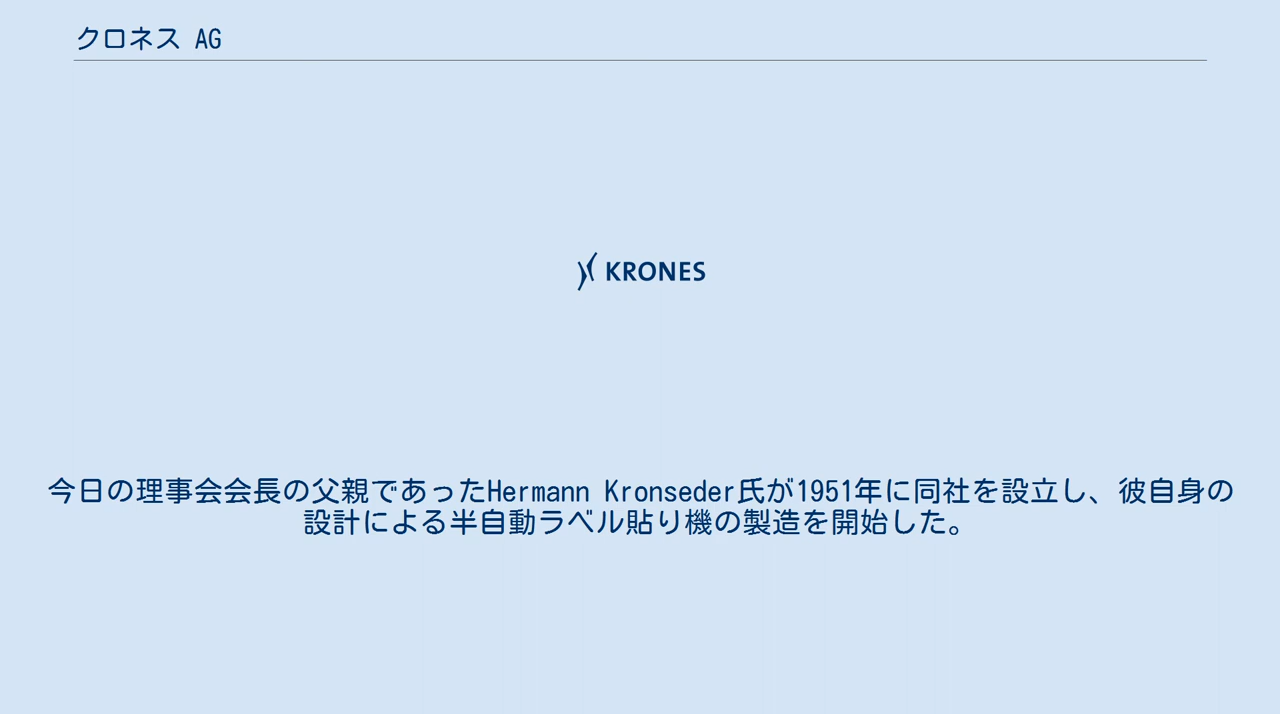 クロネス AG
KRONES
今日の理事会会長の父親であったHermann Kronseder氏が1951年に同社を設立し、彼自身の
設計による半自動ラベル貼り機の製造を開始した。